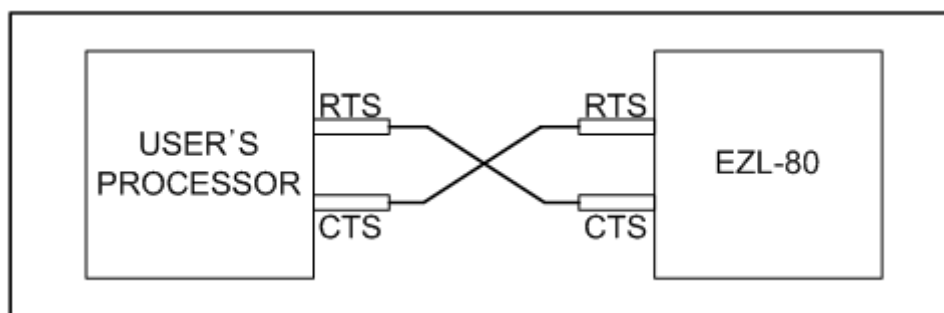 RTS
RTS
USER'S
PROCESSOR
EZL-80
CTS
CTS